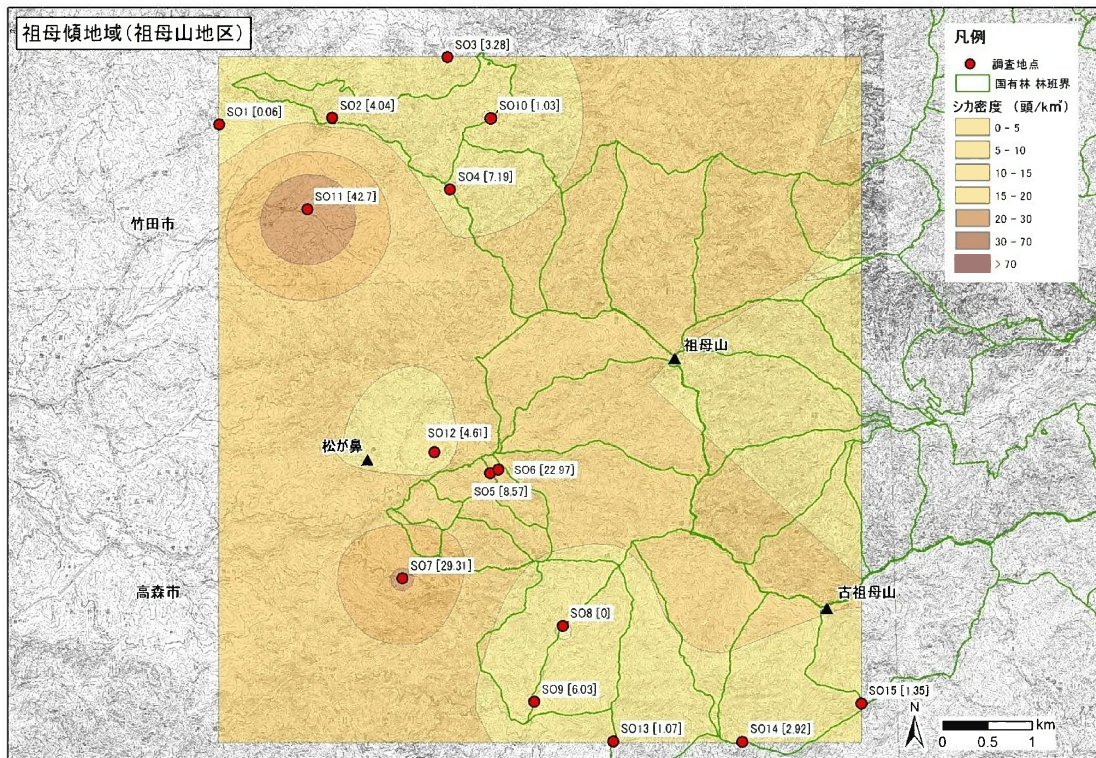 祖母傾地域(祖母山地区)
凡例
調査地点
国有林 林班界
シカ密度 (頭/k㎡)
0 - 5
5 - 10
10 - 15
15 - 20
20 - 30
30 - 70
> 70
SO3 [3.28]
SO1 [0.06]
SO2 [4.04]
SO10 [1.03]
SO4 [7.19]
SO11 [42.7]
竹田市
祖母山
松が鼻
SO12 [4.61]
SO6 [22.97]
SO5 [8.57]
SO7 [29.31]
高森市
古祖母山
SO8 [0]
SO9 [6.03]
SO15 [1.35]
SO13 [1.07]
SO14 [2.92]
N
km
0 0.5 1